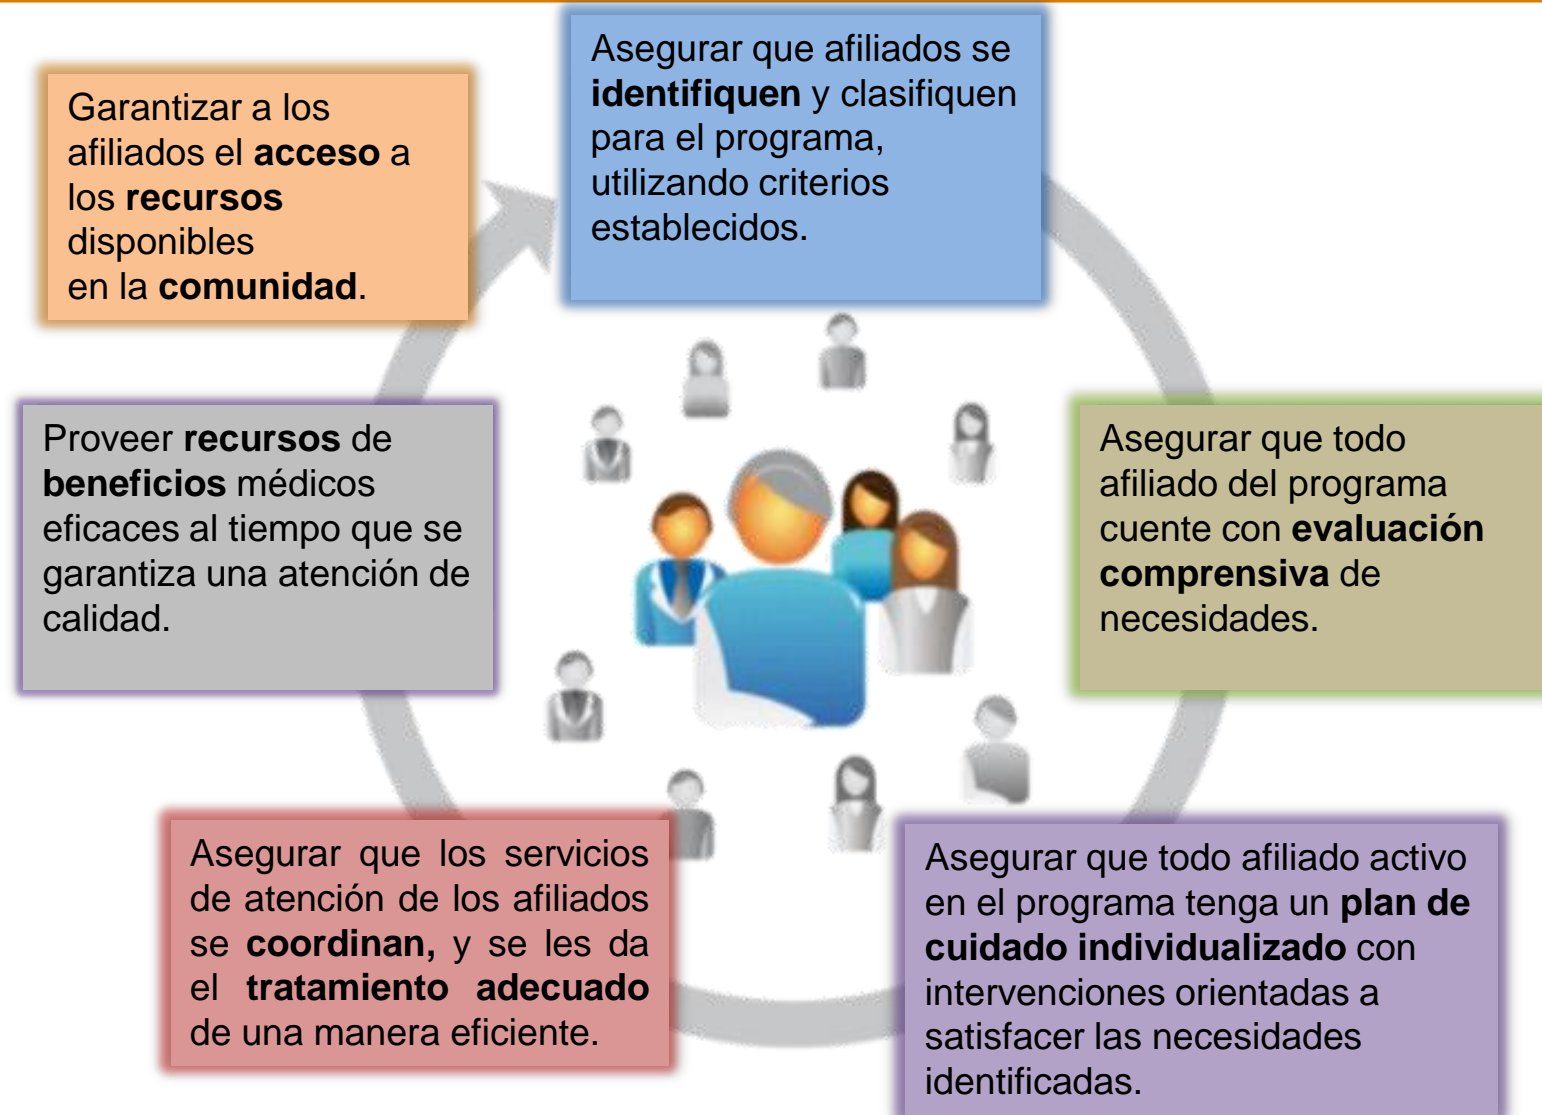 Asegurar que afiliados se
identifiquen y clasifiquen
para el programa,
utilizando criterios
establecidos.
Asegurar que todo
afiliado del programa
cuente con evaluación
comprensiva de
necesidades.
Asegurar que todo afiliado activo
en el programa tenga un plan de
cuidado individualizado con
intervenciones orientadas a
satisfacer las necesidades
identificadas.
Asegurar que los servicios
de atención de los afiliados
se coordinan, y se les da
el tratamiento adecuado
de una manera eficiente.
Proveer recursos de
beneficios médicos
eficaces al tiempo que se
garantiza una atención de
calidad.
Garantizar a los
afiliados el acceso a
los recursos
disponibles
en la comunidad.